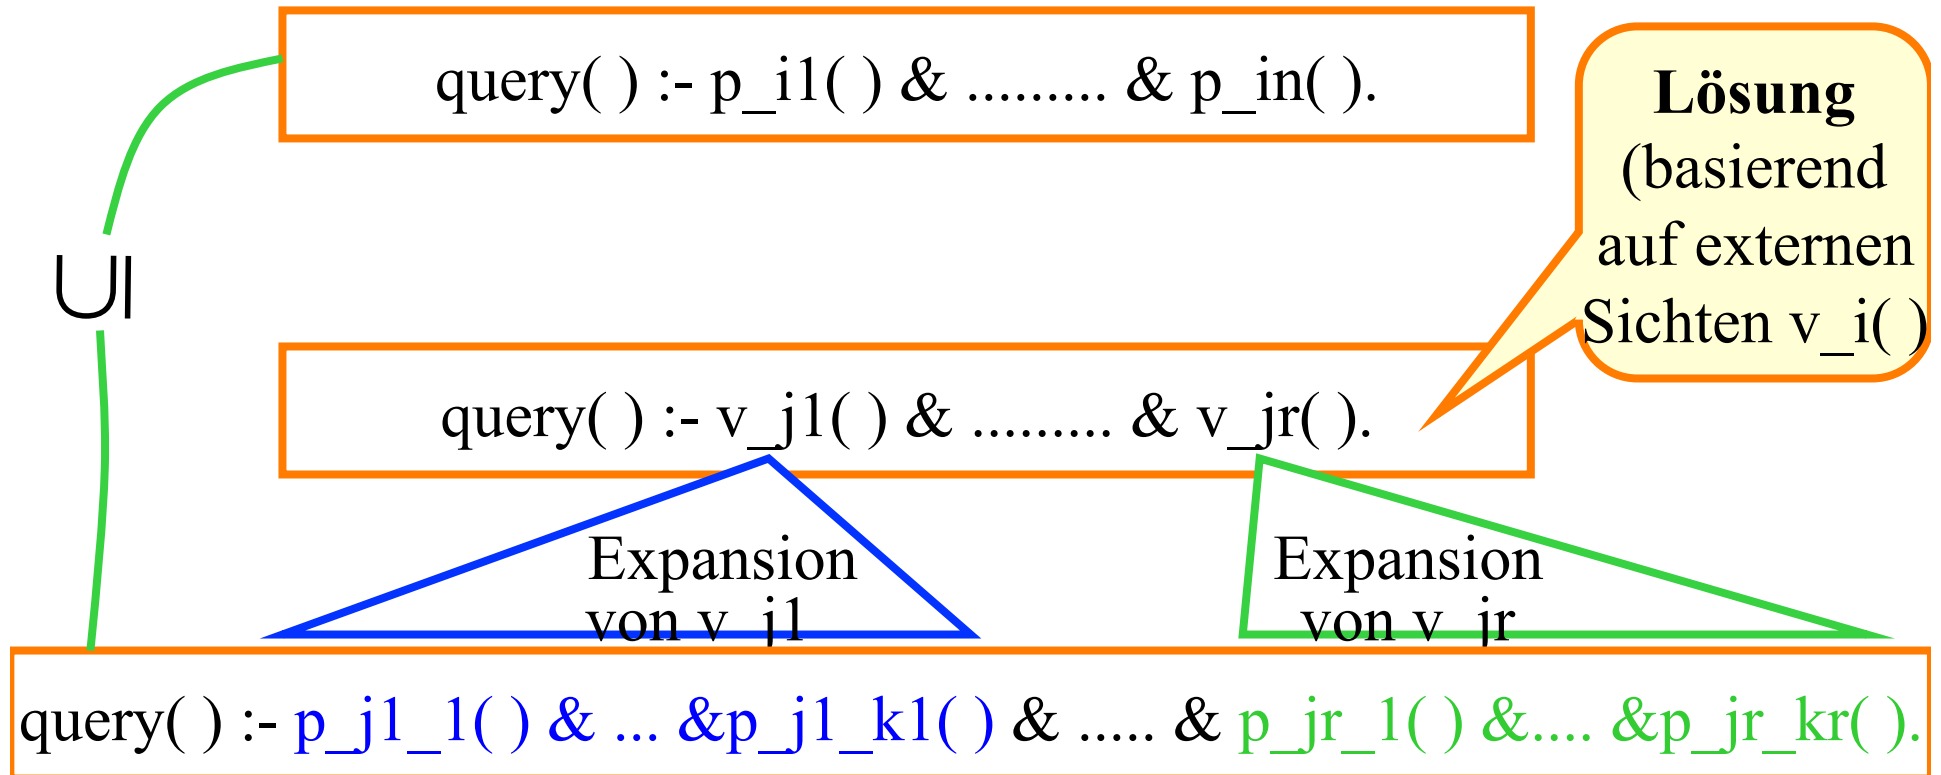 query( ) :- p_i1( ) & ......... & p_in( ).
Lösung
(basierend
auf externen
Sichten v_i( )
∪|
query( ) :- v_j1( ) & ......... & v_jr( ).
Expansion
von v_j1
Expansion
von v_jr
query( ) :- p_j1_1( ) & ... &p_j1_k1( ) & ..... & p_jr_1( ) &.... &p_jr_kr( ).